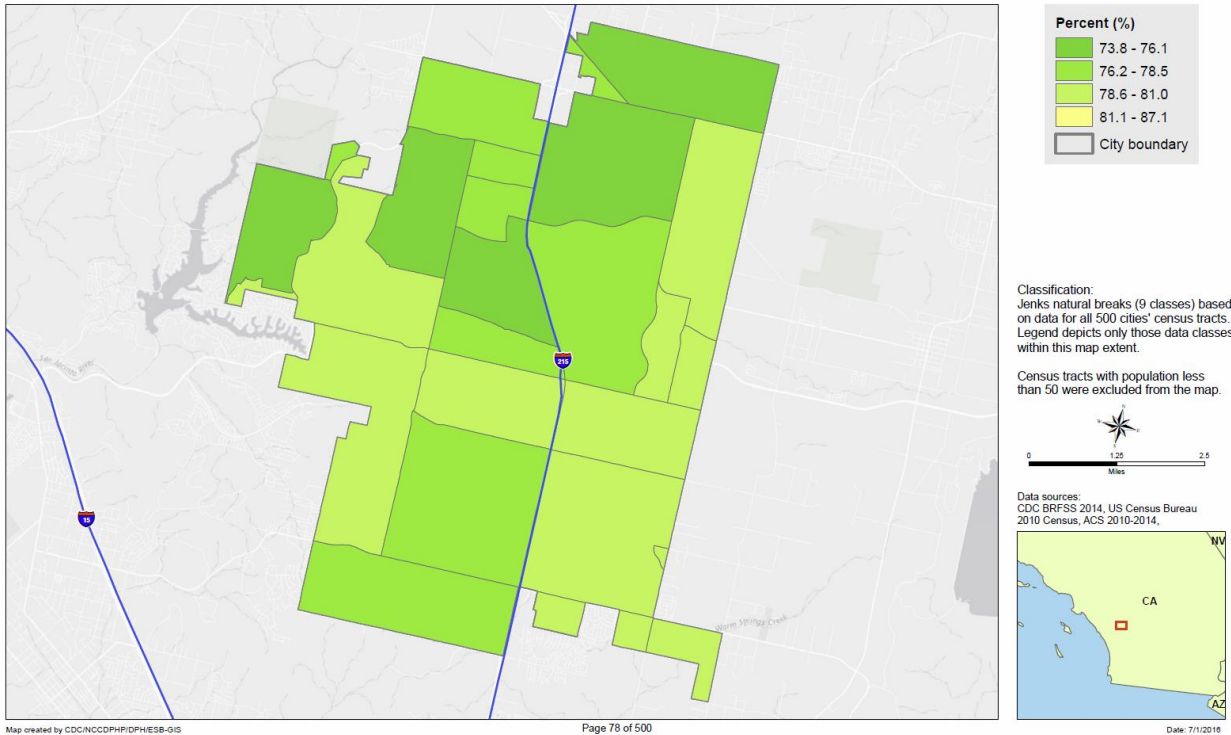 Percent (%)
73.8 - 76.1
76.2 - 78.5
78.6 - 81.0
81.1 - 87.1
City boundary
Classification:
Jenks natural breaks (9 classes) based
on data for all 500 cities' census tracts.
Legend depicts only those data classes
within this map extent.
Census tracts with population less
than 50 were excluded from the map.
N
E
S
W
0 1.25 2.5
Miles
Data sources:
CDC BRFSS 2014, US Census Bureau
2010 Census, ACS 2010-2014,
NV
CA
AZ
215
15
San Jacinto River
Warm Springs Creek
Map created by CDC/NCCDPHP/DPH/ESB-GIS
Page 78 of 500
Date: 7/1/2016